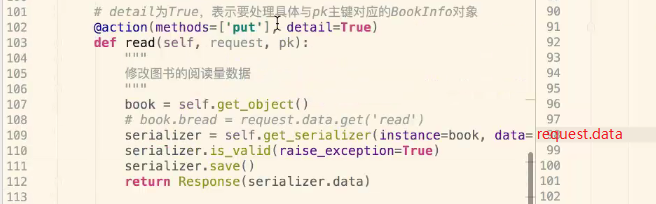 101 # detail为True，表示要处理具体与pk主键对应的BookInfo对象
102 @action(methods=['put'], detail=True)
103 def read(self, request, pk):
104 """
105 修改图书的阅读量数据
106 """
107 book = self.get_object()
108 # book.bread = request.data.get('read')
109 serializer = self.get_serializer(instance=book, data=request.data
110 serializer.is_valid(raise_exception=True)
111 serializer.save()
112 return Response(serializer.data)
113
90
91
92
93
94
95
96
97
99
100
101
102